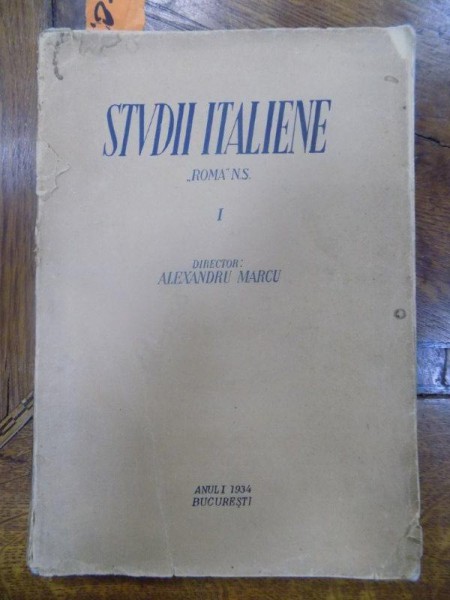 STVDII ITALIENE
„ROMA” N.S.
I
DIRECTOR:
ALEXANDRU MARCU
ANUL I 1934
BUCUREȘTI